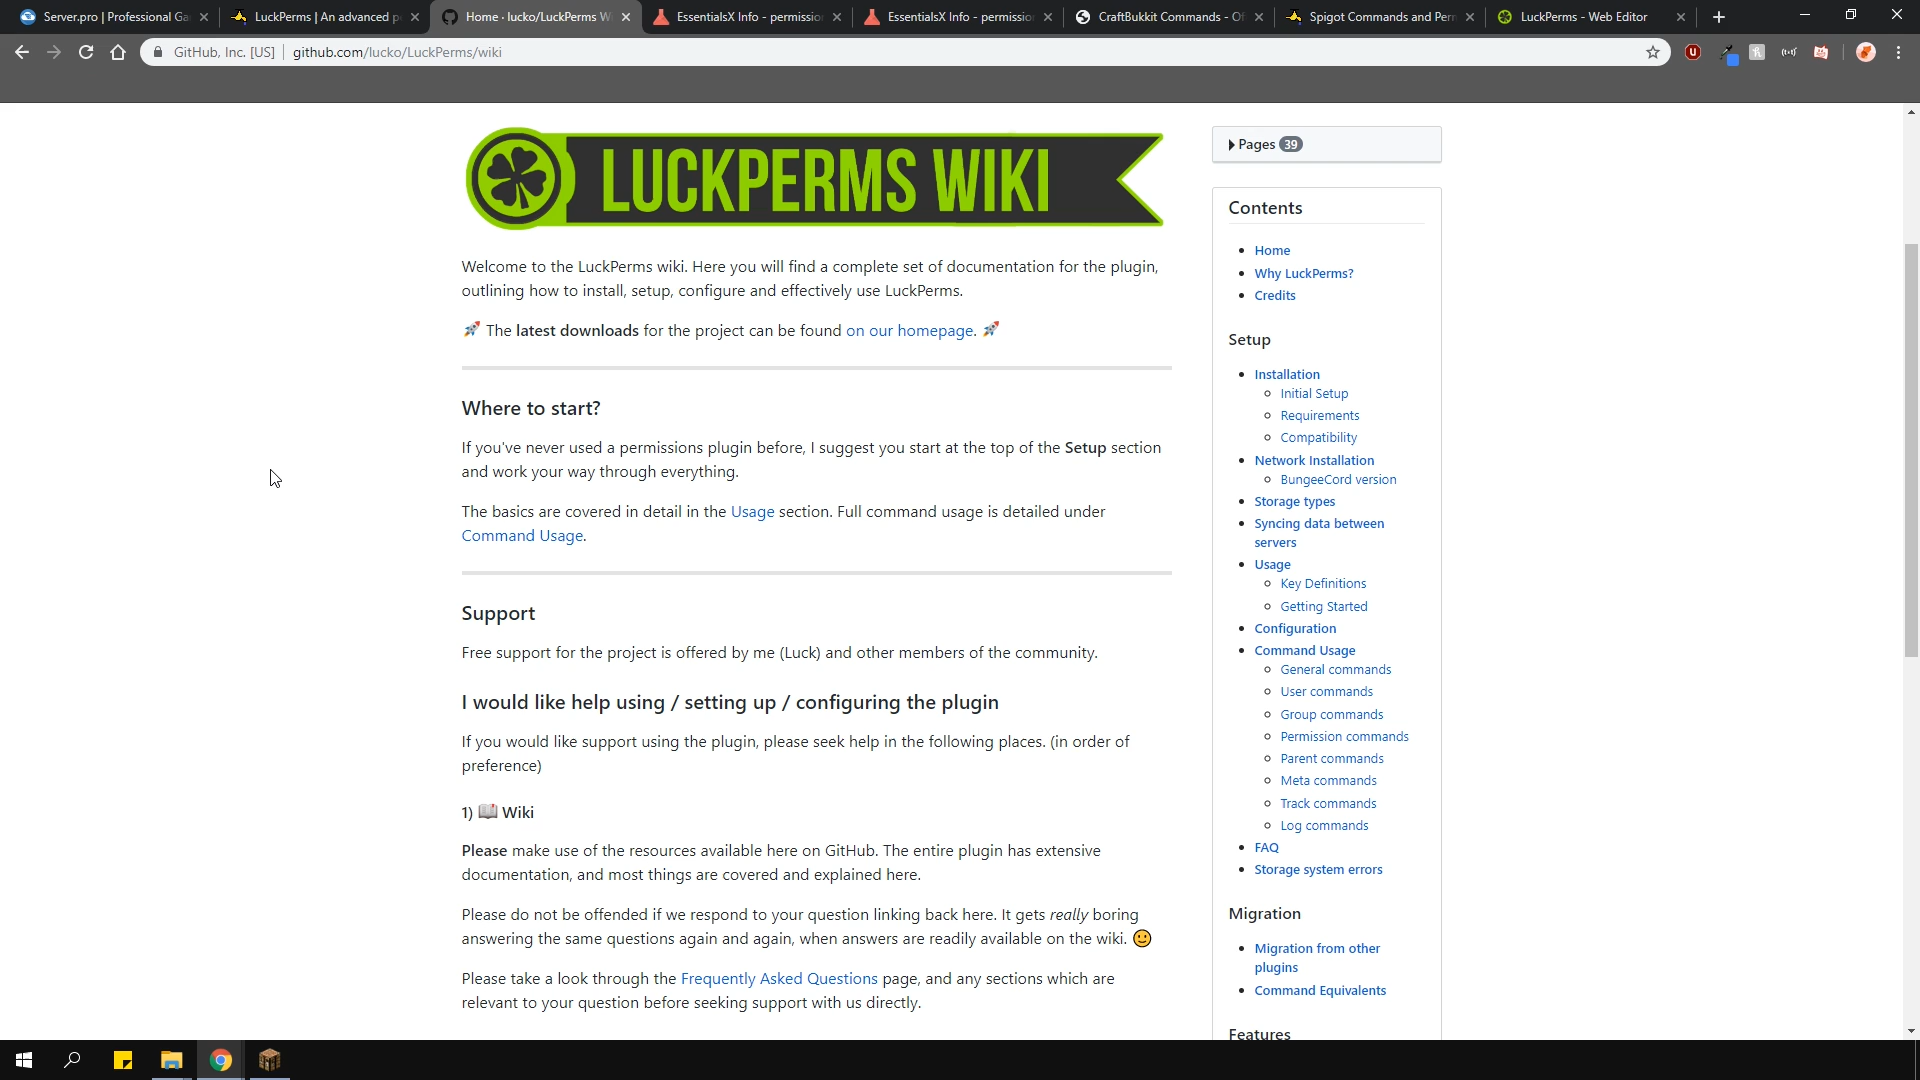 Server.pro | Professional Ga
LuckPerms | An advanced p
Home · lucko/LuckPerms W
EssentialsX Info - permissio
EssentialsX Info - permissio
CraftBukkit Commands - Of
Spigot Commands and Perm
LuckPerms - Web Editor
GitHub, Inc. [US] | github.com/lucko/LuckPerms/wiki
LUCKPERMS WIKI
Welcome to the LuckPerms wiki. Here you will find a complete set of documentation for the plugin,
outlining how to install, setup, configure and effectively use LuckPerms.
🚀 The latest downloads for the project can be found on our homepage. 🚀
Where to start?
If you've never used a permissions plugin before, I suggest you start at the top of the Setup section
and work your way through everything.
The basics are covered in detail in the Usage section. Full command usage is detailed under
Command Usage.
Support
Free support for the project is offered by me (Luck) and other members of the community.
I would like help using / setting up / configuring the plugin
If you would like support using the plugin, please seek help in the following places. (in order of
preference)
1) 📖 Wiki
Please make use of the resources available here on GitHub. The entire plugin has extensive
documentation, and most things are covered and explained here.
Please do not be offended if we respond to your question linking back here. It gets really boring
answering the same questions again and again, when answers are readily available on the wiki. 🙂
Please take a look through the Frequently Asked Questions page, and any sections which are
relevant to your question before seeking support with us directly.
Pages 39
Contents
Home
Why LuckPerms?
Credits
Setup
Installation
Initial Setup
Requirements
Compatibility
Network Installation
BungeeCord version
Storage types
Syncing data between
servers
Usage
Key Definitions
Getting Started
Configuration
Command Usage
General commands
User commands
Group commands
Permission commands
Parent commands
Meta commands
Track commands
Log commands
FAQ
Storage system errors
Migration
Migration from other
plugins
Command Equivalents
Features